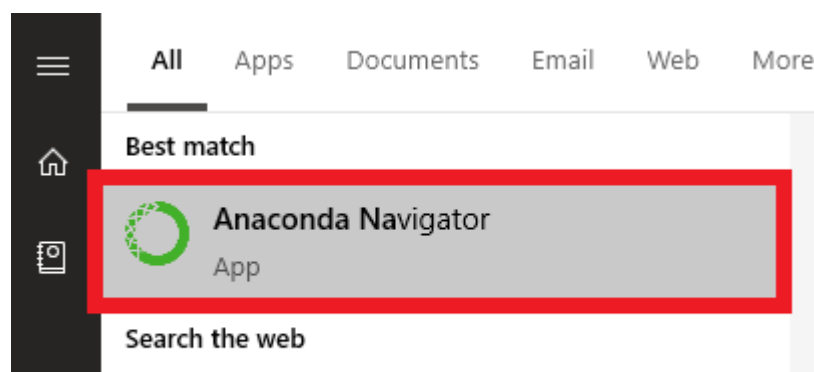 All Apps Documents Email Web More
Best match
Anaconda Navigator
App
Search the web